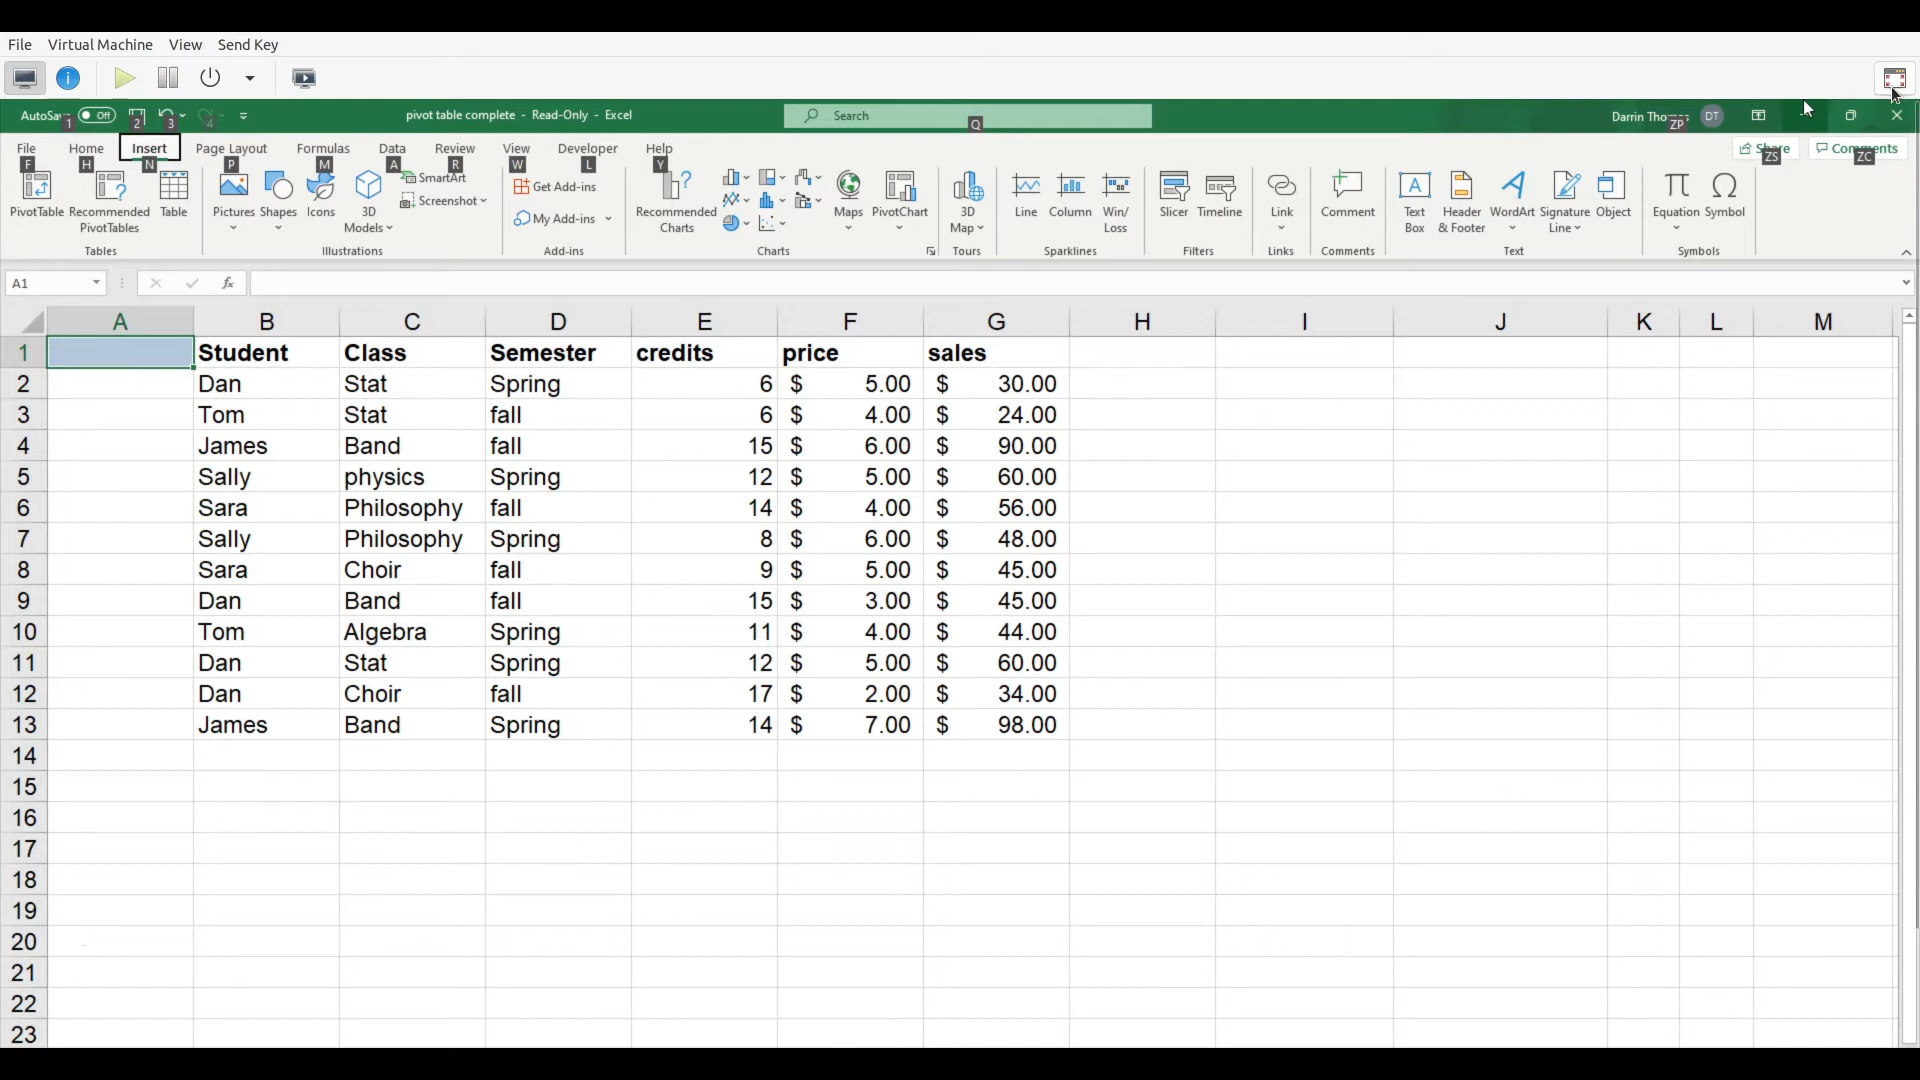 File Virtual Machine View Send Key
AutoSave Off pivot table complete - Read-Only - Excel Search Darrin Thomas DT
1 2 3 4 Q ZP
File Home Insert Page Layout Formulas Data Review View Developer Help Share Comments
F H N P M A R W L Y ZS ZC
PivotTable Recommended PivotTables Table Pictures Shapes Icons 3D Models SmartArt Screenshot Get Add-ins My Add-ins Recommended Charts Maps PivotChart 3D Map Line Column Win/Loss Slicer Timeline Link Comment Text Box Header & Footer WordArt Signature Line Object Equation Symbol
Tables Illustrations Add-ins Charts Tours Sparklines Filters Links Comments Text Symbols
A1 fx
A B C D E F G H I J K L M
1 Student Class Semester credits price sales
2 Dan Stat Spring 6 $ 5.00 $ 30.00
3 Tom Stat fall 6 $ 4.00 $ 24.00
4 James Band fall 15 $ 6.00 $ 90.00
5 Sally physics Spring 12 $ 5.00 $ 60.00
6 Sara Philosophy fall 14 $ 4.00 $ 56.00
7 Sally Philosophy Spring 8 $ 6.00 $ 48.00
8 Sara Choir fall 9 $ 5.00 $ 45.00
9 Dan Band fall 15 $ 3.00 $ 45.00
10 Tom Algebra Spring 11 $ 4.00 $ 44.00
11 Dan Stat Spring 12 $ 5.00 $ 60.00
12 Dan Choir fall 17 $ 2.00 $ 34.00
13 James Band Spring 14 $ 7.00 $ 98.00
14
15
16
17
18
19
20
21
22
23